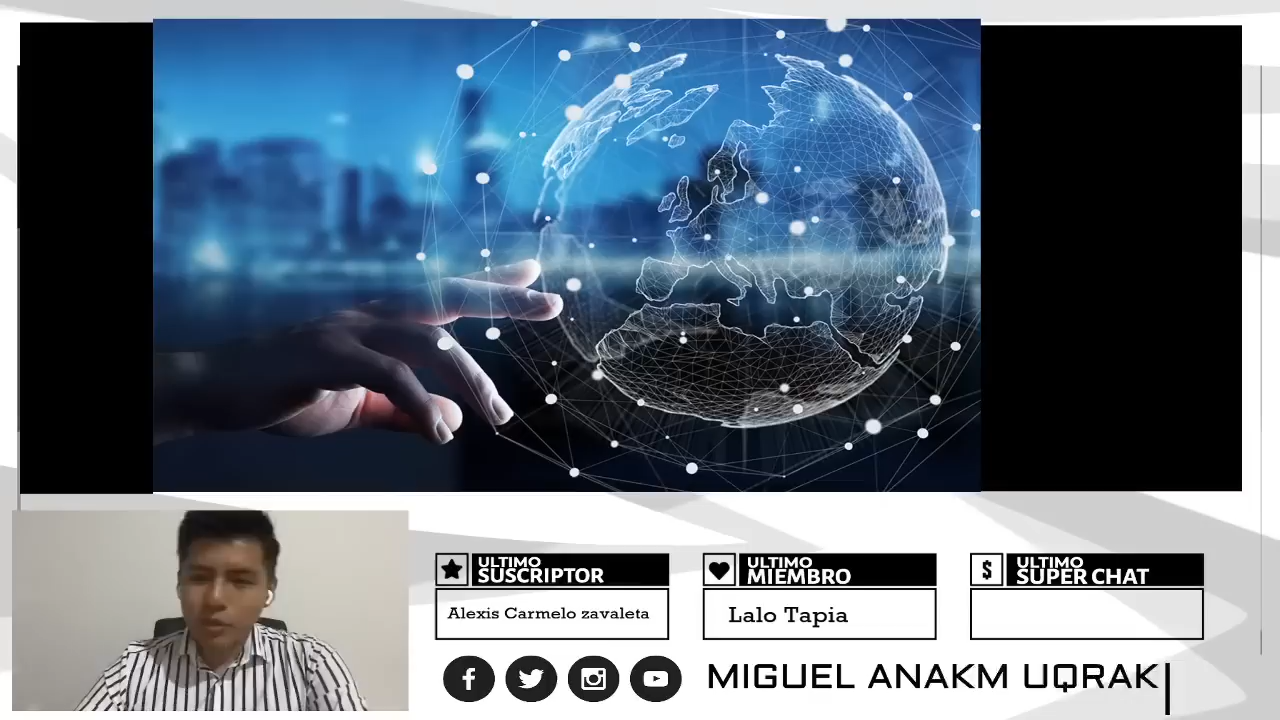 ULTIMO
SUSCRIPTOR
Alexis Carmelo zavaleta
ULTIMO
MIEMBRO
Lalo Tapia
$ ULTIMO
SUPER CHAT
MIGUEL ANAKM UQRAK